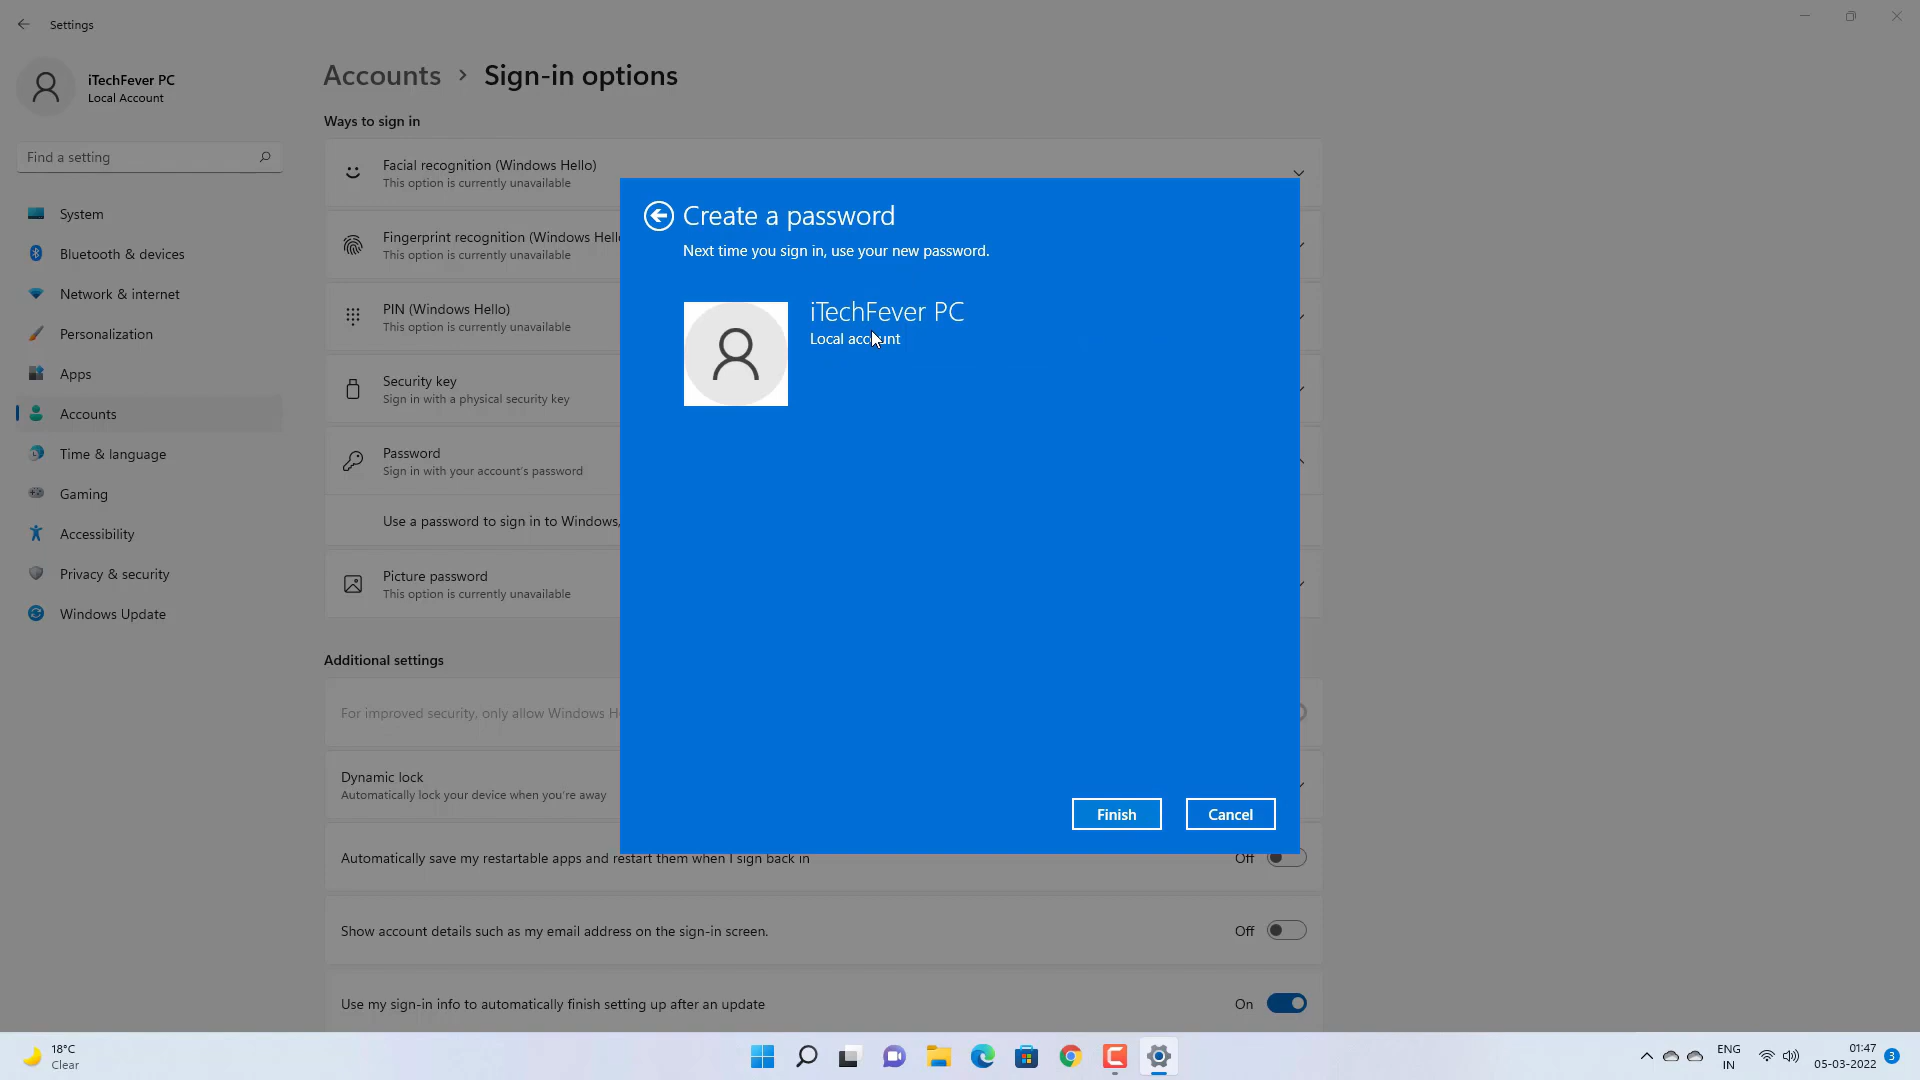 Settings
iTechFever PC
Local Account
Find a setting
System
Bluetooth & devices
Network & internet
Personalization
Apps
Accounts
Time & language
Gaming
Accessibility
Privacy & security
Windows Update
Accounts > Sign-in options
Ways to sign in
Facial recognition (Windows Hello)
This option is currently unavailable
Fingerprint recognition (Windows
This option is currently unavailable
PIN (Windows Hello)
This option is currently unavailable
Security key
Sign in with a physical security key
Password
Sign in with your account's password
Use a password to sign in to Windows,
Picture password
This option is currently unavailable
Additional settings
For improved security, only allow Windows
Dynamic lock
Automatically lock your device when you're away
Automatically save my restartable apps and restart them when I sign back in
Off
Show account details such as my email address on the sign-in screen.
Off
Use my sign-in info to automatically finish setting up after an update
On
Create a password
Next time you sign in, use your new password.
iTechFever PC
Local account
Finish
Cancel
18°C
Clear
ENG
IN
01:47
05-03-2022
3